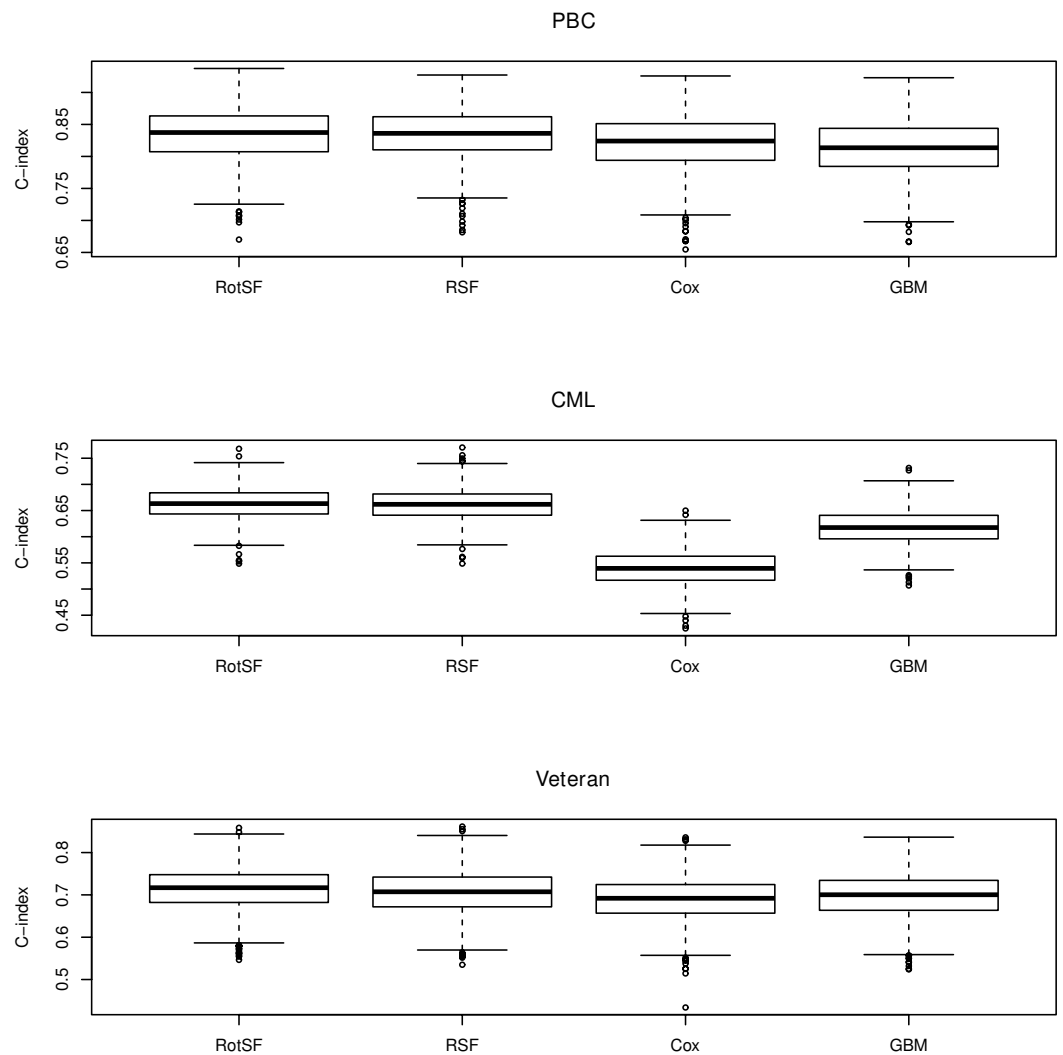 PBC
C-index
0.85
0.75
0.65
RotSF RSF Cox GBM
CML
C-index
0.75
0.65
0.55
0.45
RotSF RSF Cox GBM
Veteran
C-index
0.8
0.7
0.6
0.5
RotSF RSF Cox GBM